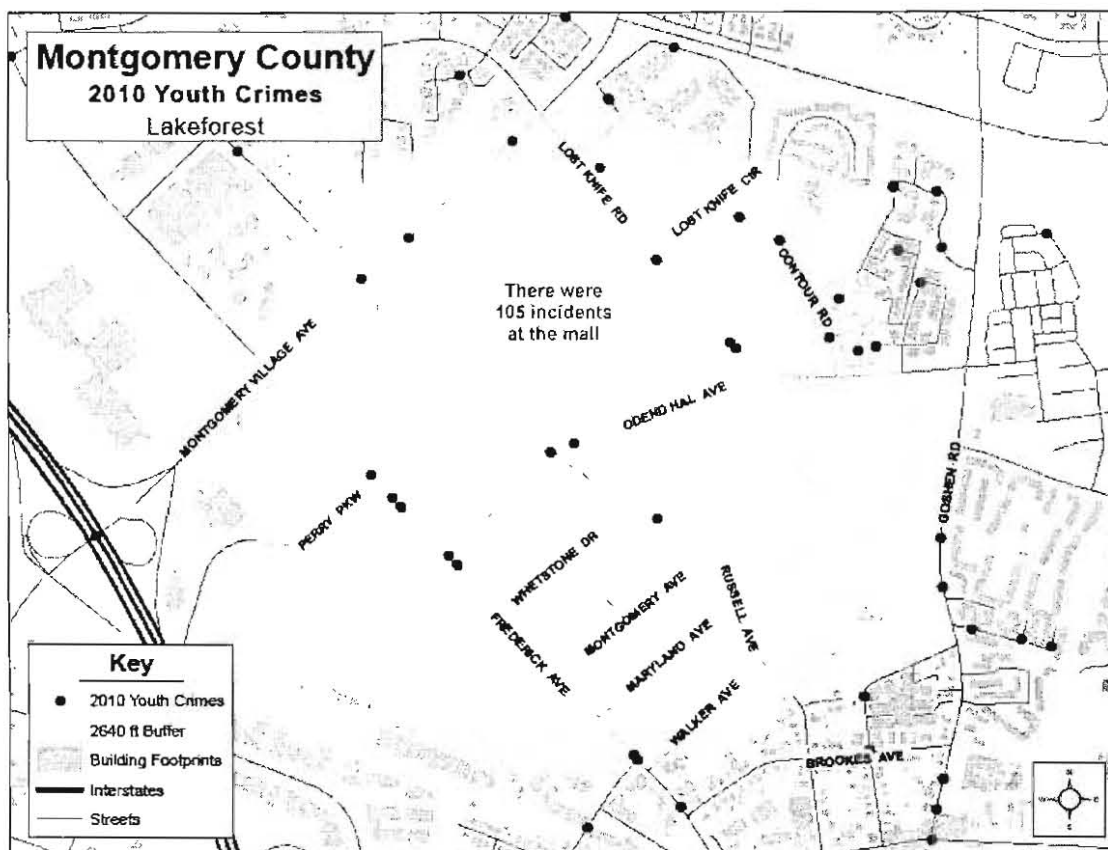 Montgomery County
2010 Youth Crimes
Lakeforest
LOST KNIFE RD
LOST KNIFE CIR
CONTOUR RD
There were
105 incidents
at the mall
MONTGOMERY VILLAGE AVE
ODEND HAL AVE
GOSHEN RD
PERRY PKW
WHETSTONE DR
MONTGOMERY AVE
RUSSELL AVE
FREDERICK AVE
MARYLAND AVE
WALKER AVE
BROOKES AVE
Key
2010 Youth Crimes
2640 ft Buffer
Building Footprints
Interstates
Streets